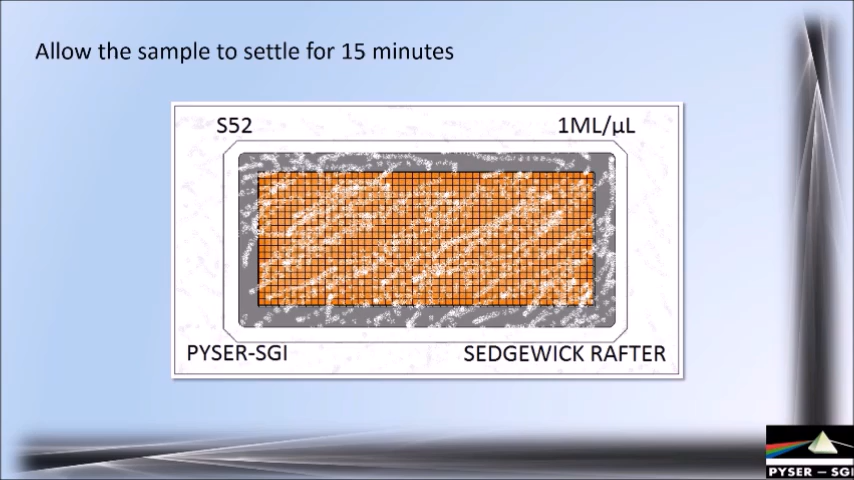 Allow the sample to settle for 15 minutes
S52
1ML/µL
PYSER-SGI
SEDGEWICK RAFTER
PYSER – SGI